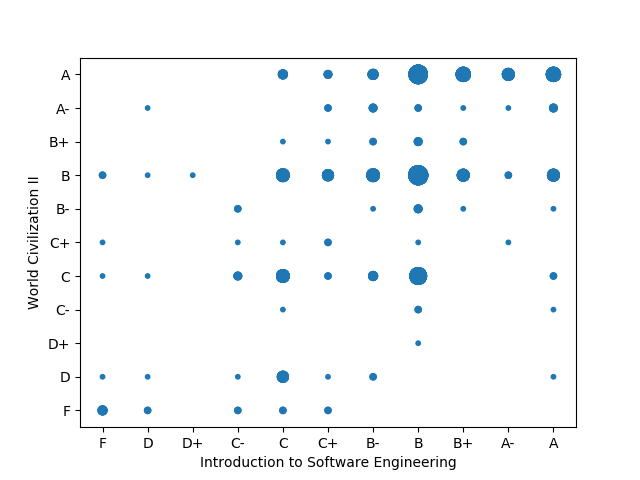 A
A-
B+
B
B-
C+
C
C-
D+
D
F
World Civilization II
F D D+ C- C C+ B- B B+ A- A
Introduction to Software Engineering